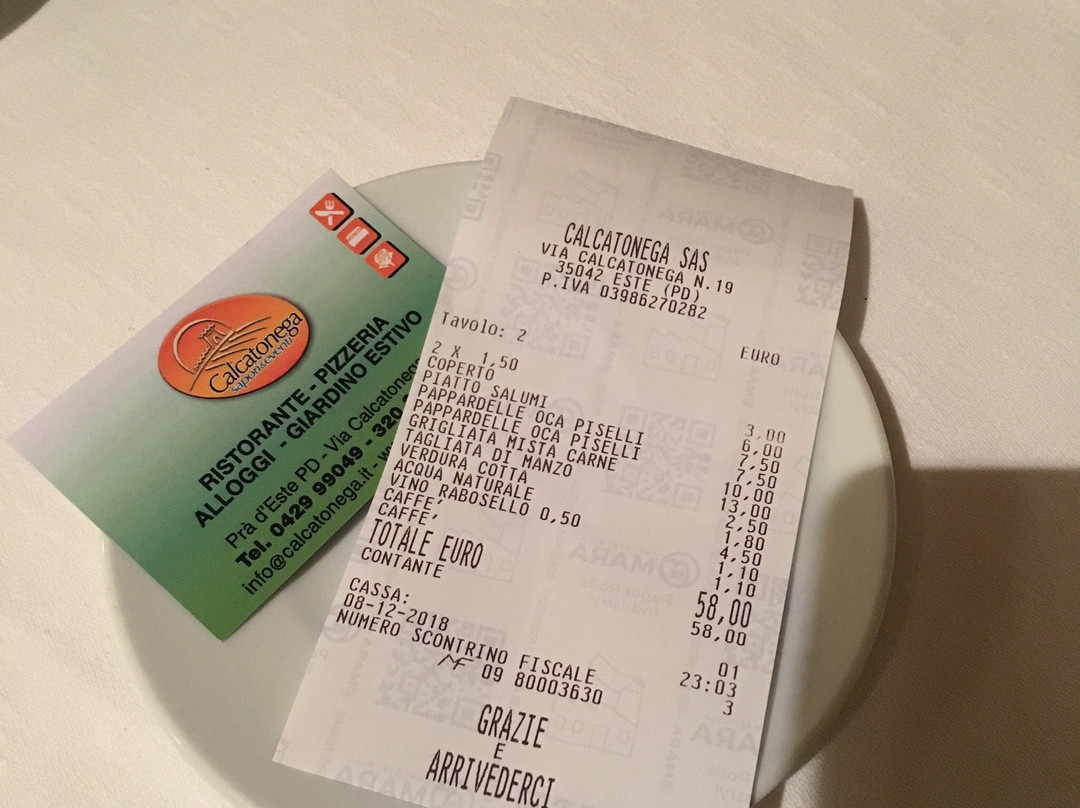 Calcatonega
sapori&eventi
RISTORANTE - PIZZERIA
ALLOGGI - GIARDINO ESTIVO
Prà d'Este PD - Via Calcatonega
Tel. 0429 99049 - 320
info@calcatonega.it - w
CALCATONEGA SAS
VIA CALCATONEGA N.19
35042 ESTE (PD)
P.IVA 03986270282
Tavolo: 2
EURO
2 X 1,50
COPERTO 3,00
PIATTO SALUMI 6,00
PAPPARDELLE OCA PISELLI 7,50
PAPPARDELLE OCA PISELLI 7,50
GRIGLIATA MISTA CARNE 10,00
TAGLIATA DI MANZO 13,00
VERDURA COTTA 2,50
ACQUA NATURALE 1,80
VINO RABOSELLO 0,50 4,50
CAFFE' 1,10
CAFFE' 1,10
TOTALE EURO 58,00
CONTANTE 58,00
CASSA: 01
08-12-2018 23:03
NUMERO SCONTRINO FISCALE 3
MF 09 80003630
GRAZIE
E
ARRIVEDERCI